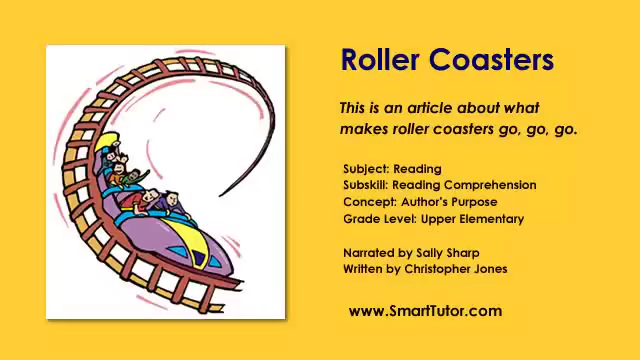 Roller Coasters
This is an article about what
makes roller coasters go, go, go.
Subject: Reading
Subskill: Reading Comprehension
Concept: Author's Purpose
Grade Level: Upper Elementary
Narrated by Sally Sharp
Written by Christopher Jones
www.SmartTutor.com